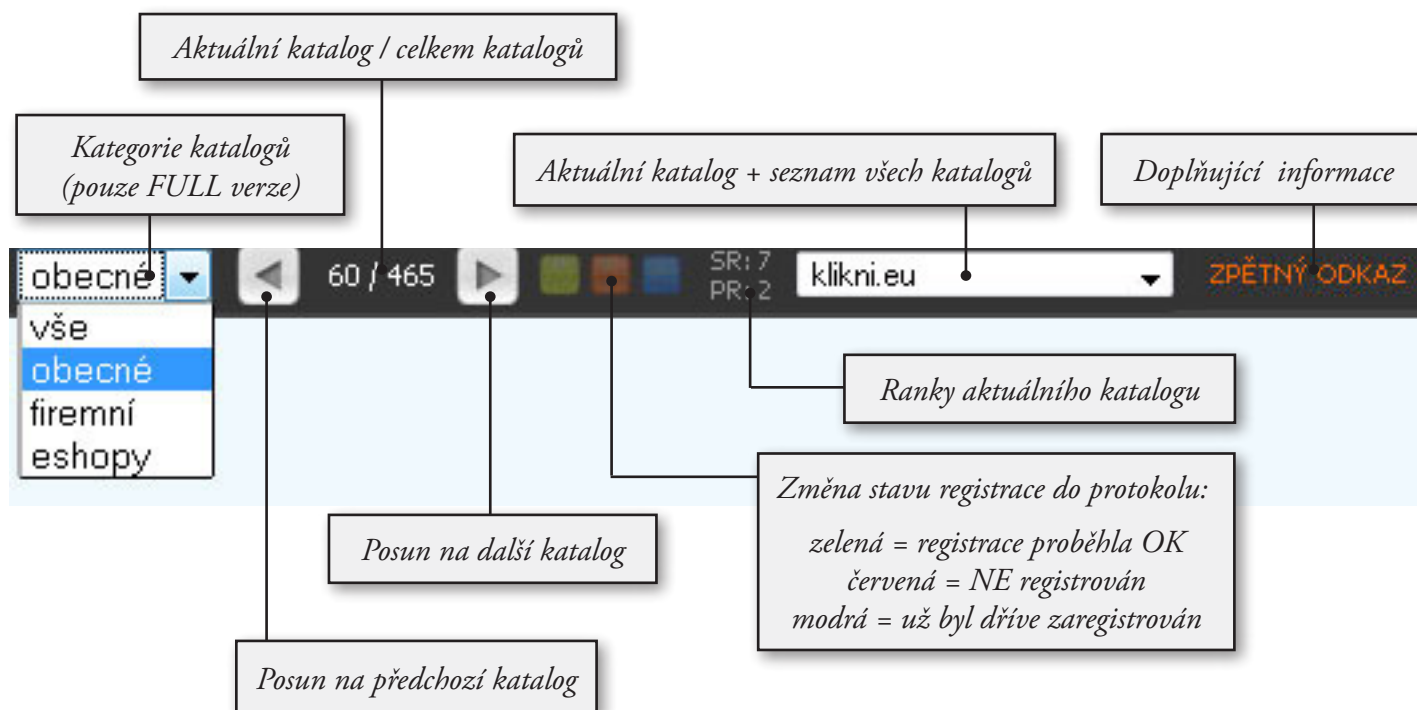 Aktuální katalog / celkem katalogů
Kategorie katalogů
(pouze FULL verze)
Aktuální katalog + seznam všech katalogů
Doplňující informace
obecné
60 / 465
SR: 7
PR: 2
klikni.eu
ZPĚTNÝ ODKAZ
vše
obecné
firemní
eshopy
Ranky aktuálního katalogu
Změna stavu registrace do protokolu:
zelená = registrace proběhla OK
červená = NE registrován
modrá = už byl dříve zaregistrován
Posun na další katalog
Posun na předchozí katalog